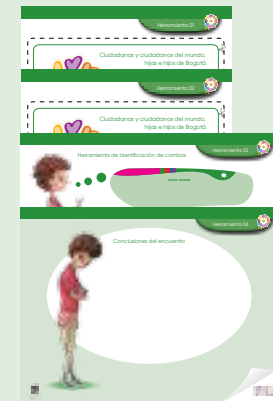 Herramienta 01
Ciudadanas y ciudadanos del mundo,
hijas e hijos de Bogotá
Herramienta 02
Ciudadanas y ciudadanos del mundo,
hijas e hijos de Bogotá
Herramienta 03
Herramienta de identificación de combos
Herramienta 04
Conclusiones del encuentro